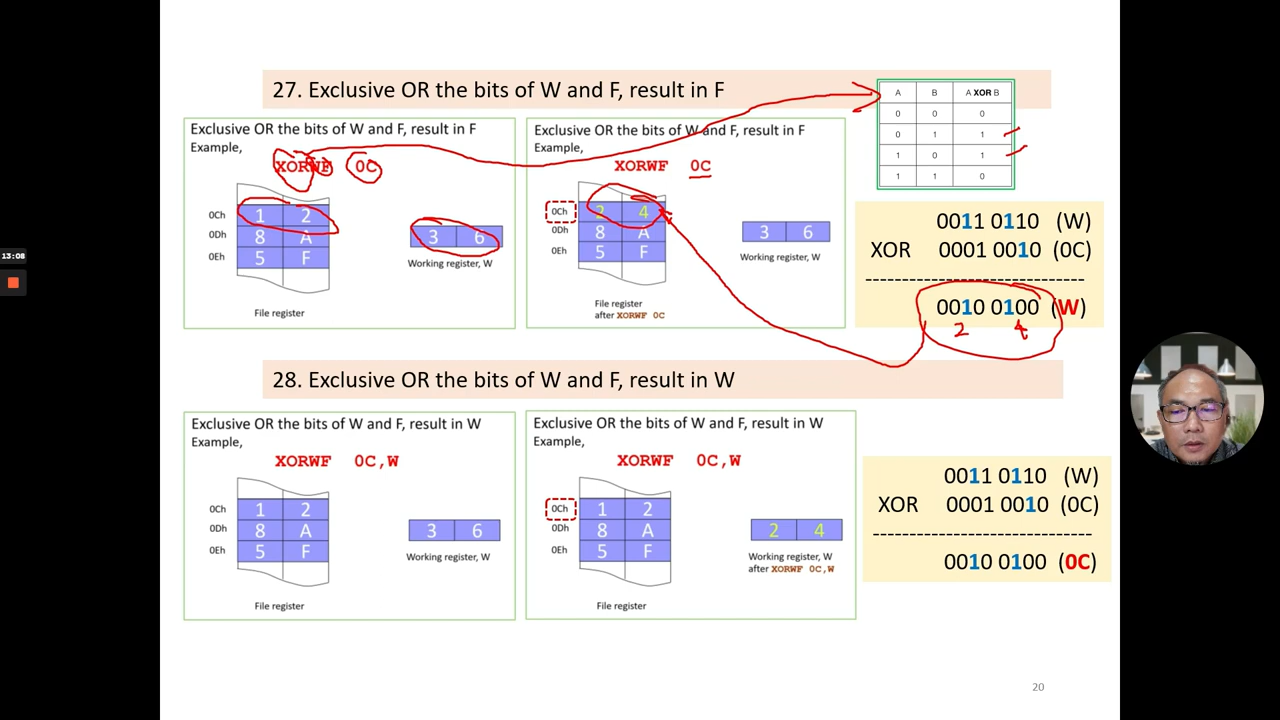 27. Exclusive OR the bits of W and F, result in F
Exclusive OR the bits of W and F, result in F
Example,
XORWF 0C
0Ch 1 2
0Dh 8 A
0Eh 5 F
3 6
Working register, W
File register
Exclusive OR the bits of W and F, result in F
Example,
XORWF 0C
0Ch 2 4
0Dh 8 A
0Eh 5 F
3 6
Working register, W
File register
after XORWF 0C
A B A XOR B
0 0 0
0 1 1
1 0 1
1 1 0
0011 0110 (W)
XOR 0001 0010 (0C)
------------------------------
0010 0100 (W)
2 4
13:08
28. Exclusive OR the bits of W and F, result in W
Exclusive OR the bits of W and F, result in W
Example,
XORWF 0C,W
0Ch 1 2
0Dh 8 A
0Eh 5 F
3 6
Working register, W
File register
Exclusive OR the bits of W and F, result in W
Example,
XORWF 0C,W
0Ch 1 2
0Dh 8 A
0Eh 5 F
2 4
Working register, W
after XORWF 0C,W
File register
0011 0110 (W)
XOR 0001 0010 (0C)
------------------------------
0010 0100 (0C)
20